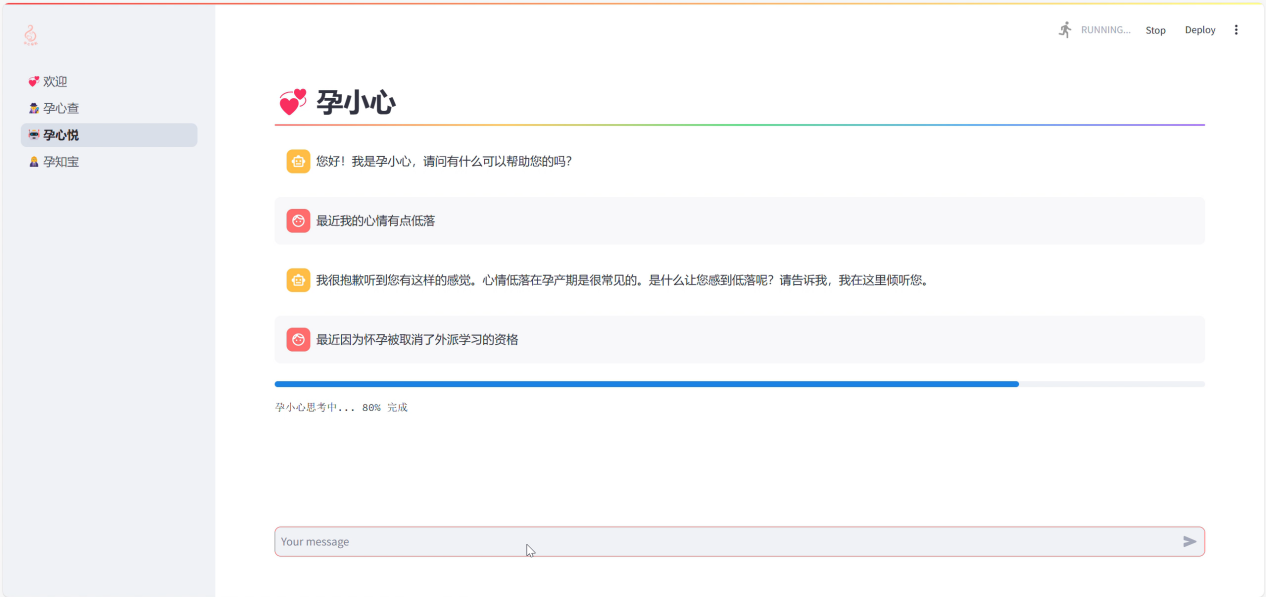 RUNNING...
Stop
Deploy
欢迎
孕心查
孕心悦
孕知宝
孕小心
您好！我是孕小心，请问有什么可以帮助您的吗？
最近我的心情有点低落
我很抱歉听到您有这样的感觉。心情低落在孕产期是很常见的。是什么让您感到低落呢？请告诉我，我在这里倾听您。
最近因为怀孕被取消了外派学习的资格
孕小心思考中... 80% 完成
Your message